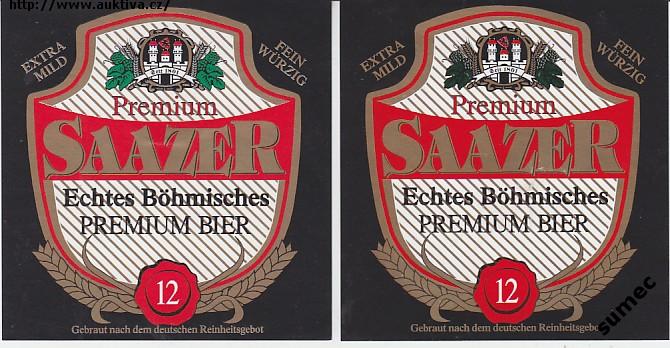 http://www.auktiva.cz/
EXTRA
MILD
FEIN
WÜRZIG
Premium
SAAZER
Echtes Böhmisches
PREMIUM BIER
12
Gebraut nach dem deutschen Reinheitsgebot
EXTRA
MILD
FEIN
WÜRZIG
Premium
SAAZER
Echtes Böhmisches
PREMIUM BIER
12
Gebraut nach dem deutschen Reinheitsgebot
sumec